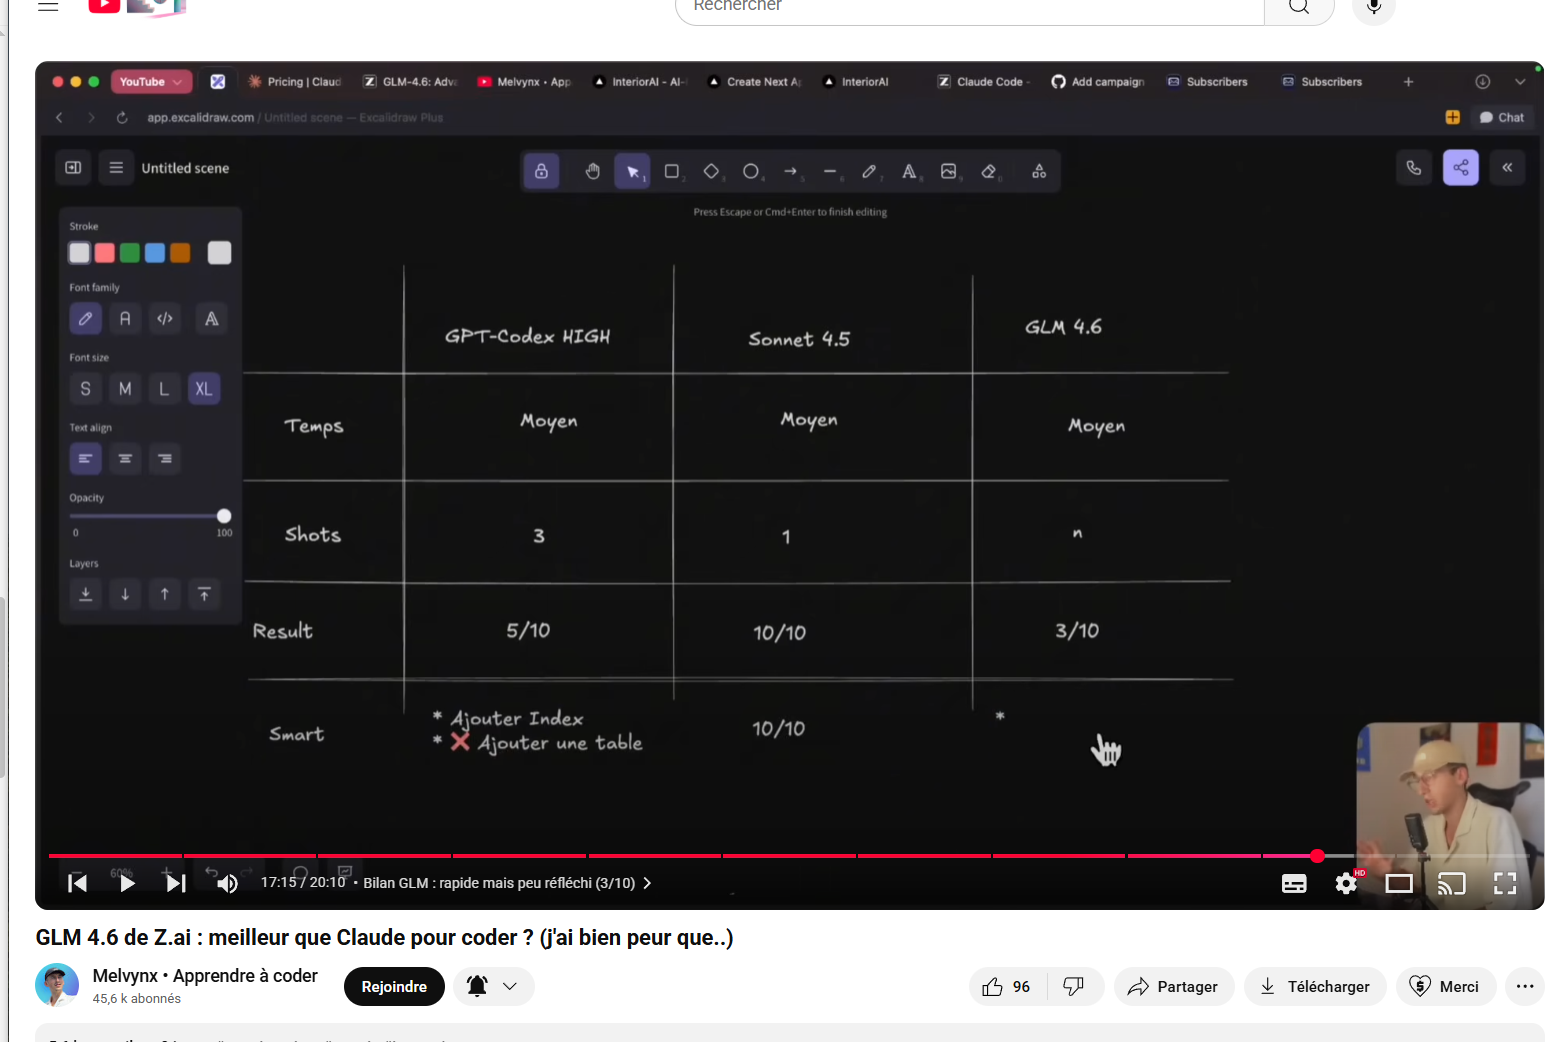 Rechercher
YouTube
Pricing | Claud
GLM-4.6: Adva
Melvynx • App
InteriorAI - AI-
Create Next A
InteriorAI
Claude Code -
Add campaign
Subscribers
Subscribers
app.excalidraw.com / Untitled scene — Excalidraw Plus
Chat
Untitled scene
Press Escape or Cmd+Enter to finish editing
Stroke
Font family
Font size
S M L XL
Text align
Opacity
0 100
Layers
GPT-Codex HIGH Sonnet 4.5 GLM 4.6
Temps Moyen Moyen Moyen
Shots 3 1 n
Result 5/10 10/10 3/10
Smart
* Ajouter Index
* ❌ Ajouter une table
10/10
*
60%
17:15 / 20:10 • Bilan GLM : rapide mais peu réfléchi (3/10)
HD
GLM 4.6 de Z.ai : meilleur que Claude pour coder ? (j'ai bien peur que..)
Melvynx • Apprendre à coder
45,6 k abonnés
Rejoindre
96
Partager
Télécharger
Merci